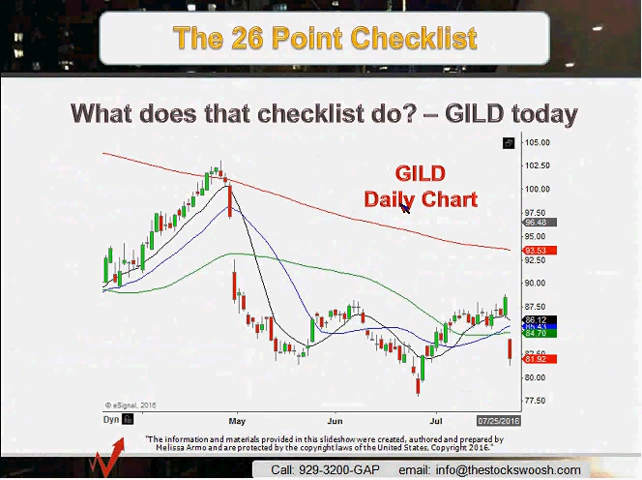 The 26 Point Checklist
What does that checklist do? – GILD today
GILD
Daily Chart
105.00
102.50
100.00
97.50
96.48
95.00
93.53
92.50
90.00
87.50
86.12
85.43
84.70
82.50
81.92
80.00
77.50
© eSignal, 2016
Dyn
May
Jun
Jul
07/25/2016
"The information and materials provided in this slideshow were created, authored and prepared by
Melissa Armo and are protected by the copyright laws of the United States, Copyright 2016."
Call: 929-3200-GAP email: info@thestockswoosh.com